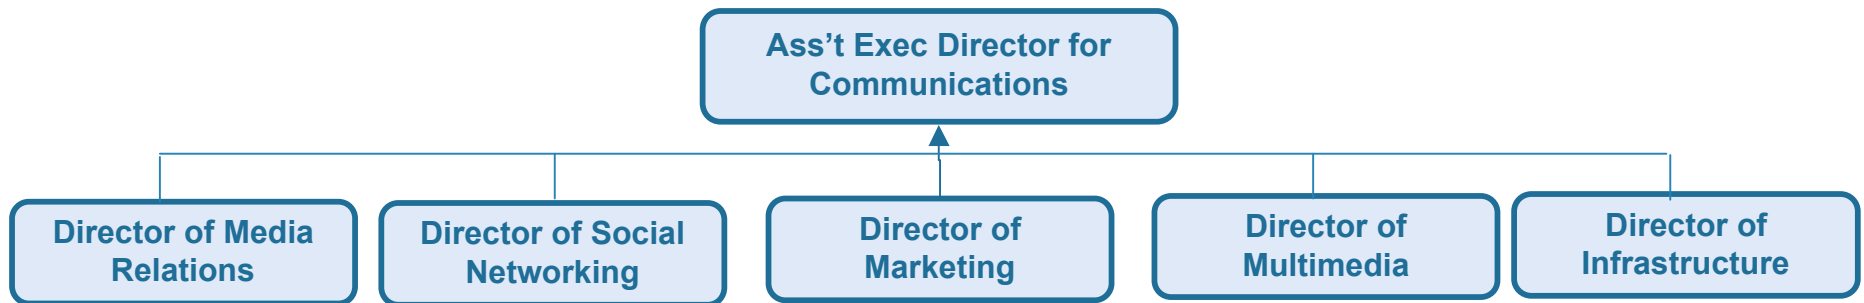 Ass’t Exec Director for
Communications
Director of Media
Relations
Director of Social
Networking
Director of
Marketing
Director of
Multimedia
Director of
Infrastructure